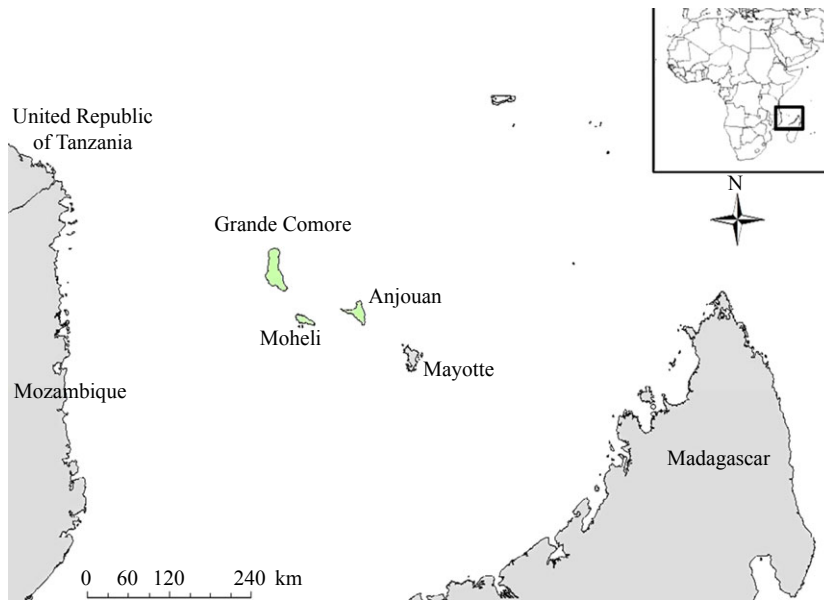 United Republic
of Tanzania
N
Grande Comore
Anjouan
Moheli
Mayotte
Mozambique
Madagascar
0 60 120 240 km